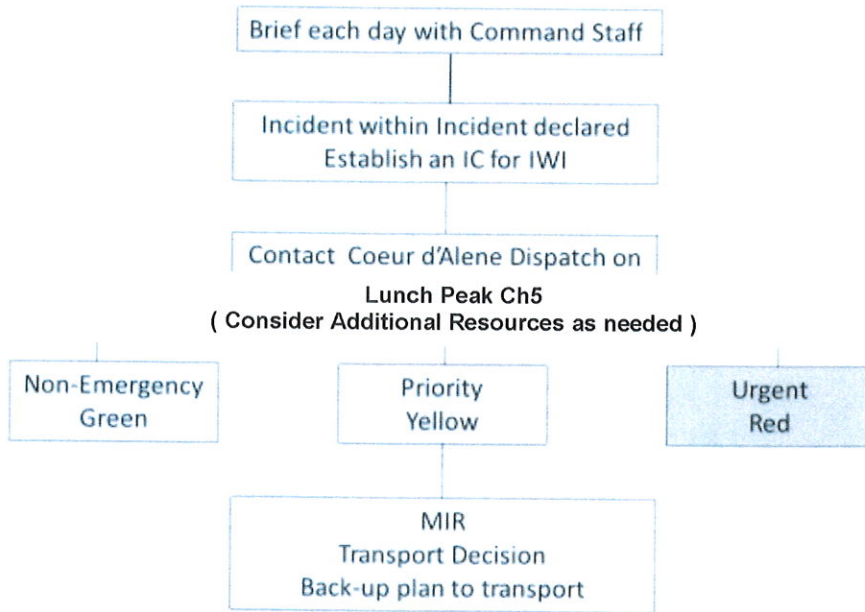 Brief each day with Command Staff
Incident within Incident declared
Establish an IC for IWI
Contact Coeur d'Alene Dispatch on
Lunch Peak Ch5
( Consider Additional Resources as needed )
Non-Emergency
Green
Priority
Yellow
Urgent
Red
MIR
Transport Decision
Back-up plan to transport